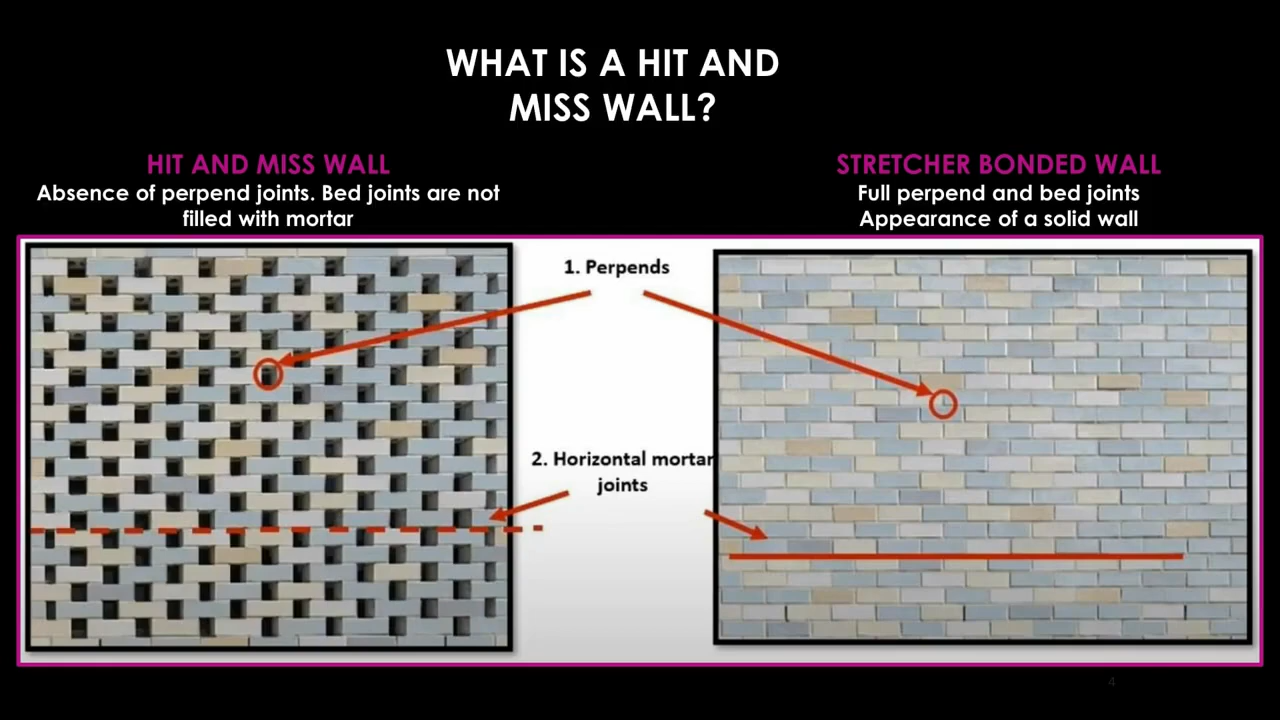 WHAT IS A HIT AND
MISS WALL?
HIT AND MISS WALL
Absence of perpend joints. Bed joints are not
filled with mortar
STRETCHER BONDED WALL
Full perpend and bed joints
Appearance of a solid wall
1. Perpends
2. Horizontal mortar
joints
4